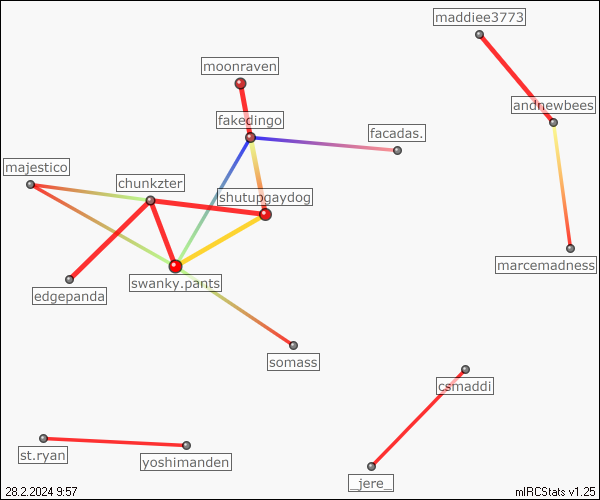 maddiee3773
moonraven
andnewbees
fakedingo
facadas.
majestico
chunkzter
shutupgaydog
marcemadness
swanky.pants
edgepanda
somass
csmaddi
st.ryan
yoshimanden
_jere_
28.2.2024 9:57
mIRCStats v1.25